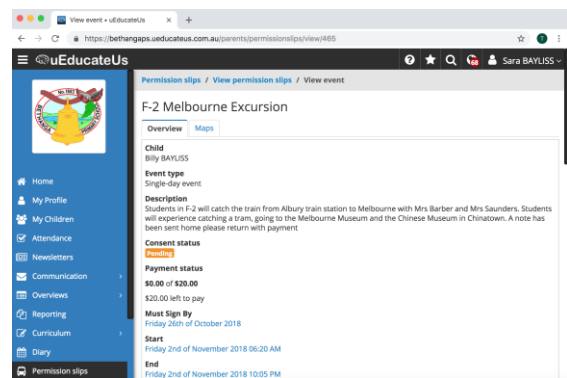 View event • uEducateUs
https://bethangaps.ueducateus.com.au/parents/permissionslips/view/465
uEducateUs
68
Sara BAYLISS
No. 1807
BETHANGA
PRIMARY SCHOOL
Permission slips / View permission slips / View event
F-2 Melbourne Excursion
Overview Maps
Child
Billy BAYLISS
Event type
Single-day event
Description
Students in F-2 will catch the train from Albury train station to Melbourne with Mrs Barber and Mrs Saunders. Students
will experience catching a tram, going to the Melbourne Museum and the Chinese Museum in Chinatown. A note has
been sent home please return with payment
Consent status
Pending
Payment status
$0.00 of $20.00
$20.00 left to pay
Must Sign By
Friday 26th of October 2018
Start
Friday 2nd of November 2018 06:20 AM
End
Friday 2nd of November 2018 10:05 PM
Home
My Profile
My Children
Attendance
Newsletters
Communication
Overviews
Reporting
Curriculum
Diary
Permission slips